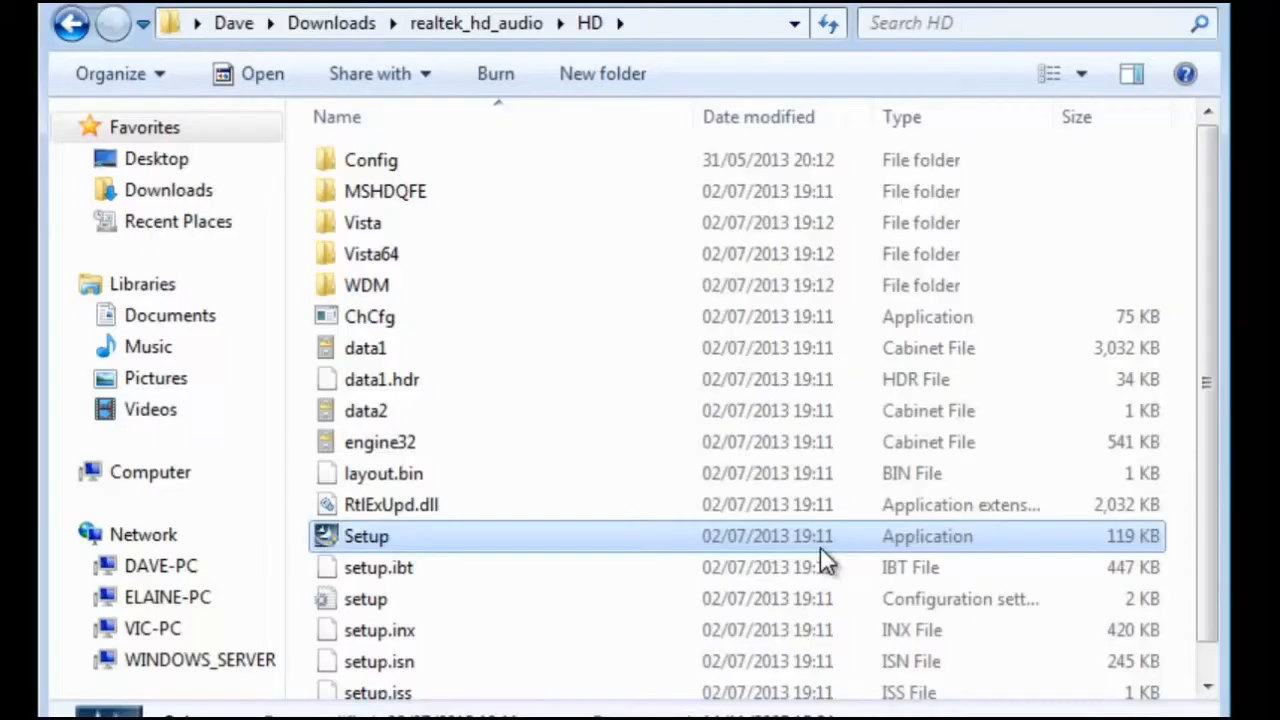 Dave Downloads realtek_hd_audio HD Search HD
Organize Open Share with Burn New folder
Name Date modified Type Size
Favorites
Desktop
Downloads
Recent Places
Libraries
Documents
Music
Pictures
Videos
Computer
Network
DAVE-PC
ELAINE-PC
VIC-PC
WINDOWS_SERVER
Config 31/05/2013 20:12 File folder
MSHDQFE 02/07/2013 19:11 File folder
Vista 02/07/2013 19:12 File folder
Vista64 02/07/2013 19:12 File folder
WDM 02/07/2013 19:12 File folder
ChCfg 02/07/2013 19:11 Application 75 KB
data1 02/07/2013 19:11 Cabinet File 3,032 KB
data1.hdr 02/07/2013 19:11 HDR File 34 KB
data2 02/07/2013 19:11 Cabinet File 1 KB
engine32 02/07/2013 19:11 Cabinet File 541 KB
layout.bin 02/07/2013 19:11 BIN File 1 KB
RtlExUpd.dll 02/07/2013 19:11 Application extens... 2,032 KB
Setup 02/07/2013 19:11 Application 119 KB
setup.ibt 02/07/2013 IBT File 447 KB
setup 02/07/2013 19:11 Configuration sett... 2 KB
setup.inx 02/07/2013 19:11 INX File 420 KB
setup.isn 02/07/2013 19:11 ISN File 245 KB
setup.iss 02/07/2013 19:11 ISS File 1 KB